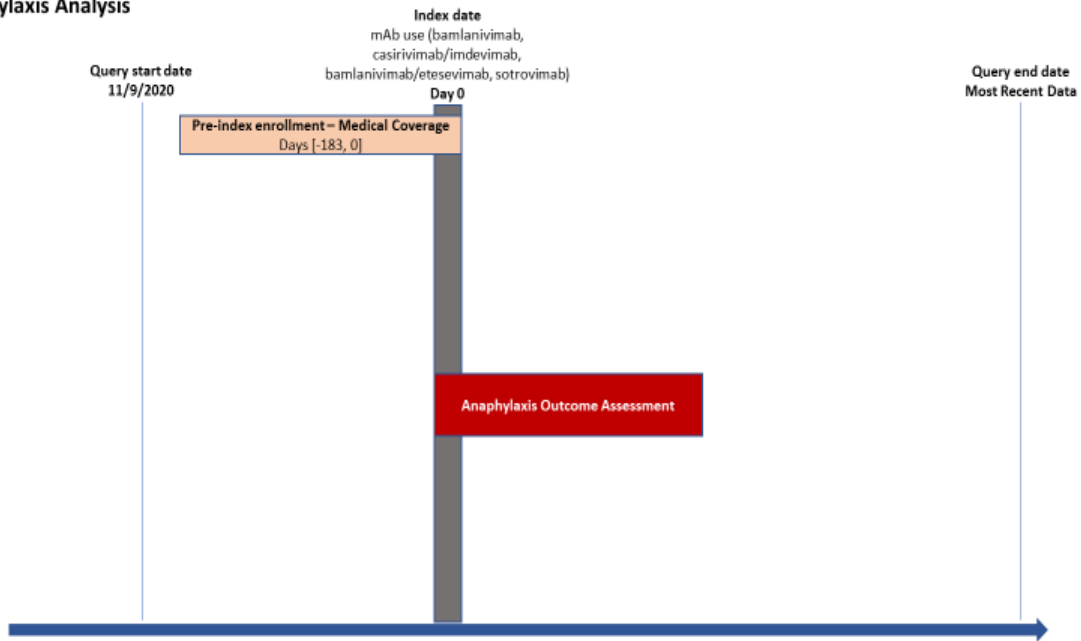 ylaxis Analysis
Index date
mAb use (bamlanivimab,
casirivimab/imdevimab,
bamlanivimab/etesevimab, sotrovimab)
Day 0
Query start date
11/9/2020
Query end date
Most Recent Data
Pre-index enrollment – Medical Coverage
Days [-183, 0]
Anaphylaxis Outcome Assessment